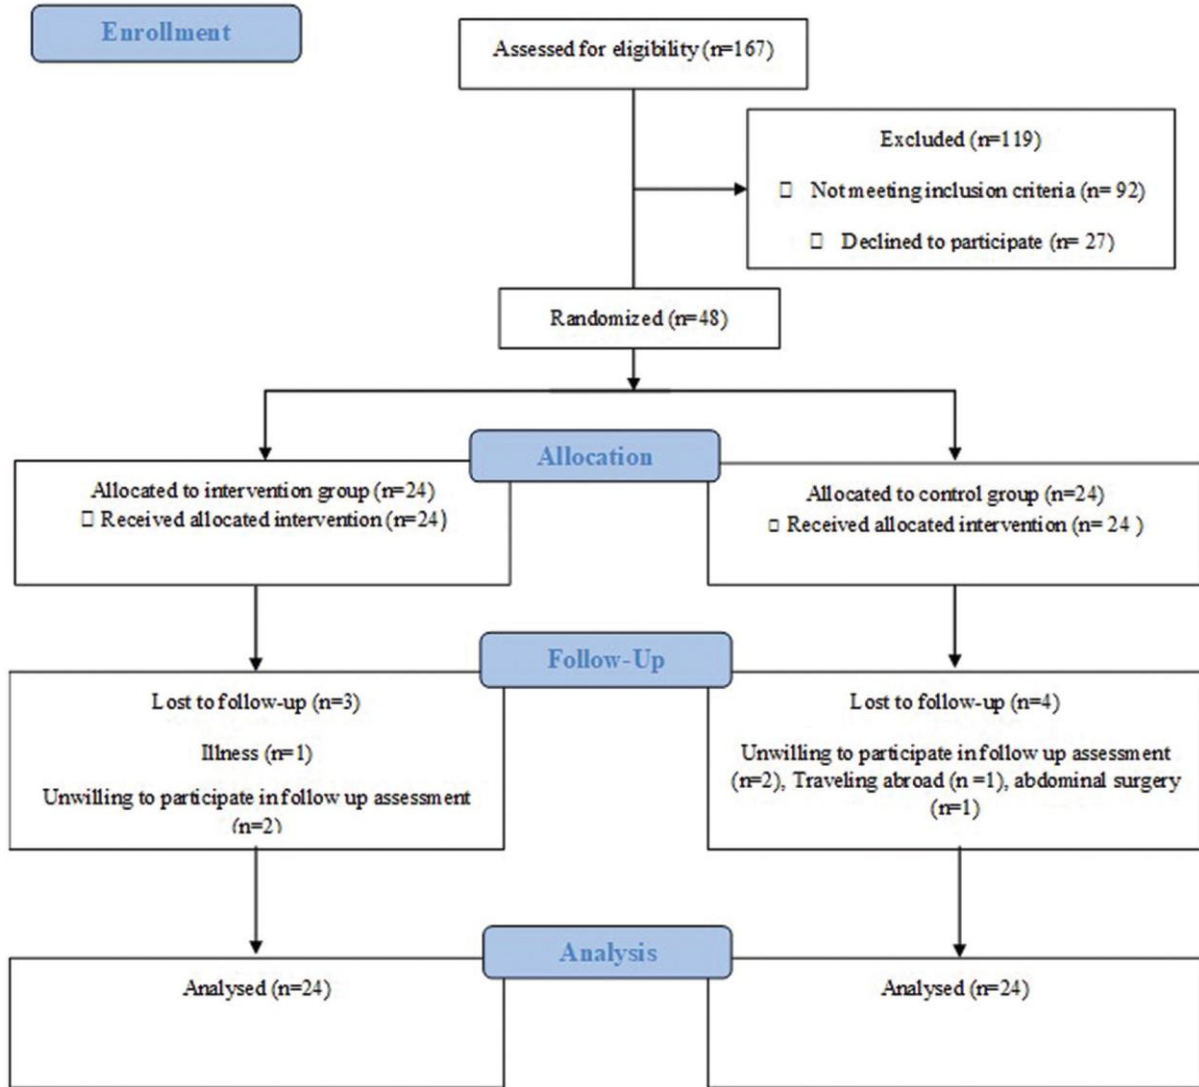 Enrollment
Assessed for eligibility (n=167)
Excluded (n=119)
□ Not meeting inclusion criteria (n= 92)
□ Declined to participate (n= 27)
Randomized (n=48)
Allocation
Allocated to intervention group (n=24)
□ Received allocated intervention (n=24)
Allocated to control group (n=24)
□ Received allocated intervention (n= 24 )
Follow-Up
Lost to follow-up (n=3)
Illness (n=1)
Unwilling to participate in follow up assessment
(n=2)
Lost to follow-up (n=4)
Unwilling to participate in follow up assessment
(n=2), Traveling abroad (n =1), abdominal surgery
(n=1)
Analysis
Analysed (n=24)
Analysed (n=24)